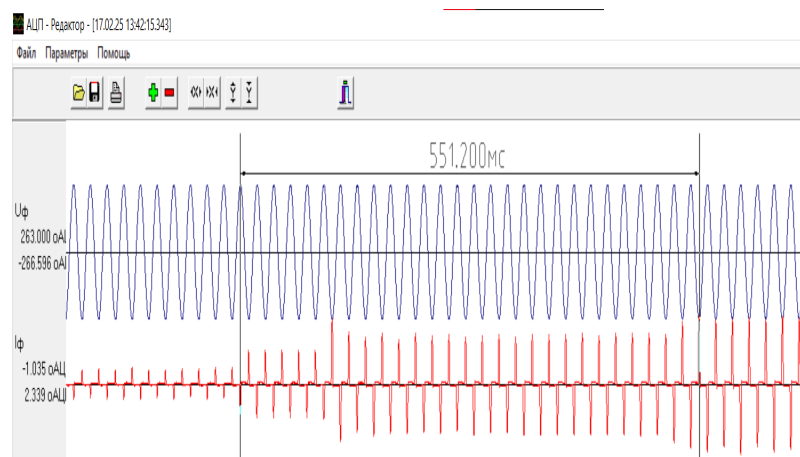 АЦП - Редактор - [17.02.25 13:42:15.343]
Файл Параметры Помощь
551.200мс
Uф
263.000 оАЦ
-266.596 оАЦ
Iф
-1.035 оАЦ
2.339 оАЦП